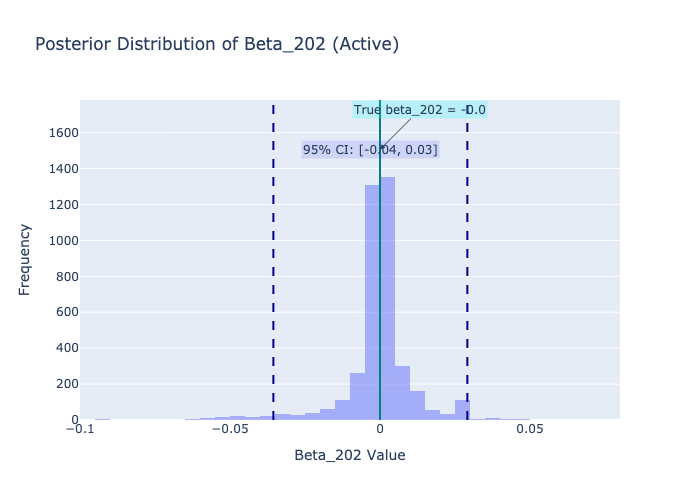 Posterior Distribution of Beta_202 (Active)
True beta_202 = -0.0
95% CI: [-0.04, 0.03]
1600
1400
1200
1000
800
600
400
200
0
Frequency
−0.1
−0.05
0
0.05
Beta_202 Value